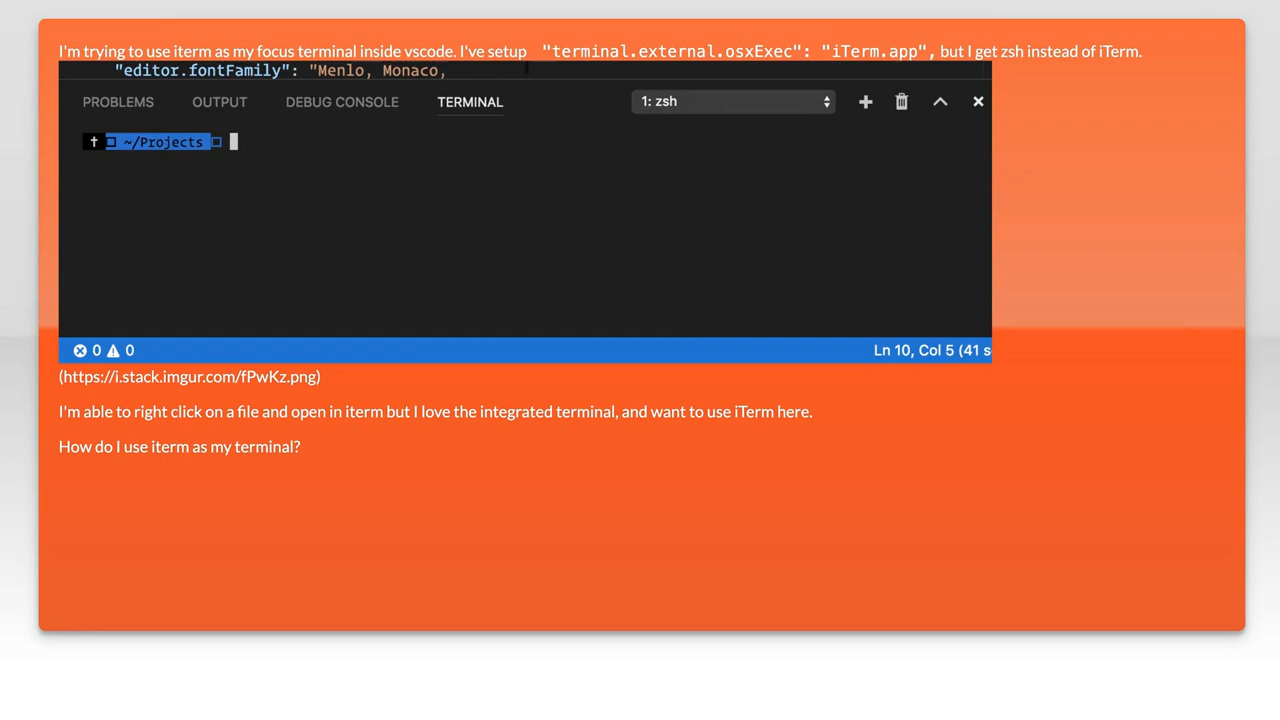 I'm trying to use iterm as my focus terminal inside vscode. I've setup "terminal.external.osxExec": "iTerm.app", but I get zsh instead of iTerm.
"editor.fontFamily": "Menlo, Monaco,
PROBLEMS OUTPUT DEBUG CONSOLE TERMINAL 1: zsh
~/Projects
0 0 Ln 10, Col 5 (41 s
(https://i.stack.imgur.com/fPwKz.png)
I'm able to right click on a file and open in iterm but I love the integrated terminal, and want to use iTerm here.
How do I use iterm as my terminal?